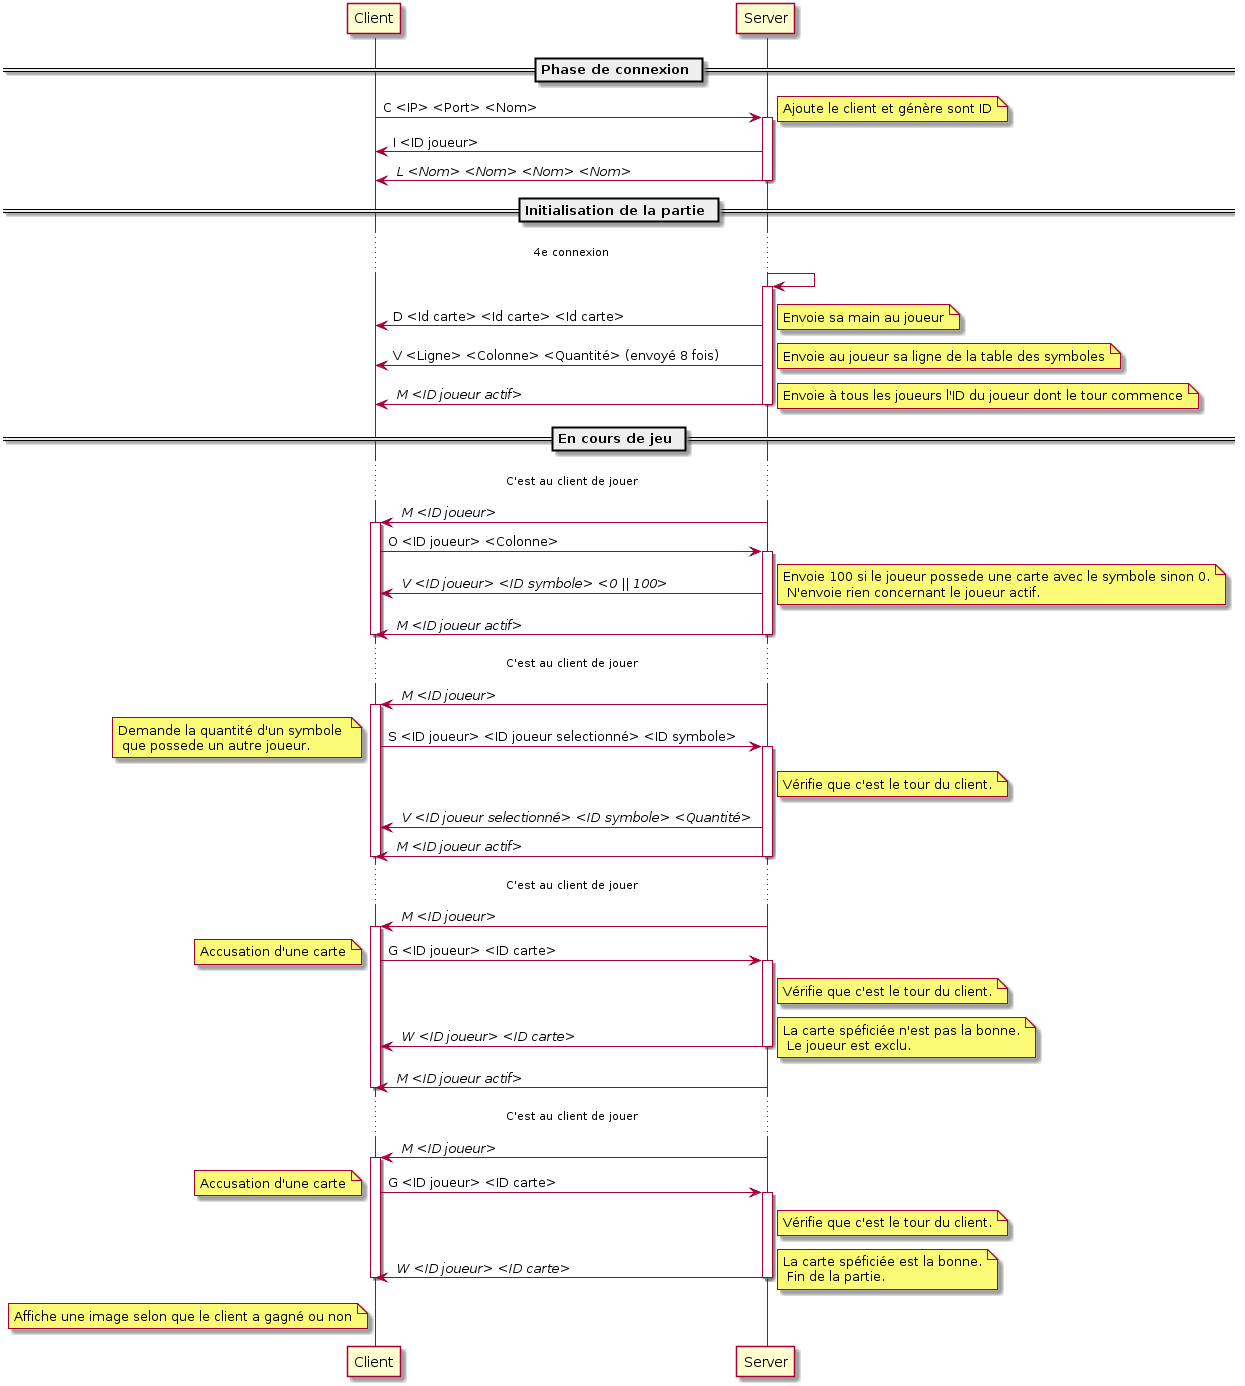 Client
Server
Phase de connexion
C <IP> <Port> <Nom>
Ajoute le client et génère sont ID
I <ID joueur>
L <Nom> <Nom> <Nom> <Nom>
Initialisation de la partie
4e connexion
D <Id carte> <Id carte> <Id carte>
Envoie sa main au joueur
V <Ligne> <Colonne> <Quantité> (envoyé 8 fois)
Envoie au joueur sa ligne de la table des symboles
M <ID joueur actif>
Envoie à tous les joueurs l'ID du joueur dont le tour commence
En cours de jeu
C'est au client de jouer
M <ID joueur>
O <ID joueur> <Colonne>
V <ID joueur> <ID symbole> <0 || 100>
Envoie 100 si le joueur possede une carte avec le symbole sinon 0.
N'envoie rien concernant le joueur actif.
M <ID joueur actif>
C'est au client de jouer
M <ID joueur>
Demande la quantité d'un symbole
que possede un autre joueur.
S <ID joueur> <ID joueur selectionné> <ID symbole>
Vérifie que c'est le tour du client.
V <ID joueur selectionné> <ID symbole> <Quantité>
M <ID joueur actif>
C'est au client de jouer
M <ID joueur>
Accusation d'une carte
G <ID joueur> <ID carte>
Vérifie que c'est le tour du client.
W <ID joueur> <ID carte>
La carte spéficiée n'est pas la bonne.
Le joueur est exclu.
M <ID joueur actif>
C'est au client de jouer
M <ID joueur>
Accusation d'une carte
G <ID joueur> <ID carte>
Vérifie que c'est le tour du client.
W <ID joueur> <ID carte>
La carte spéficiée est la bonne.
Fin de la partie.
Affiche une image selon que le client a gagné ou non
Client
Server